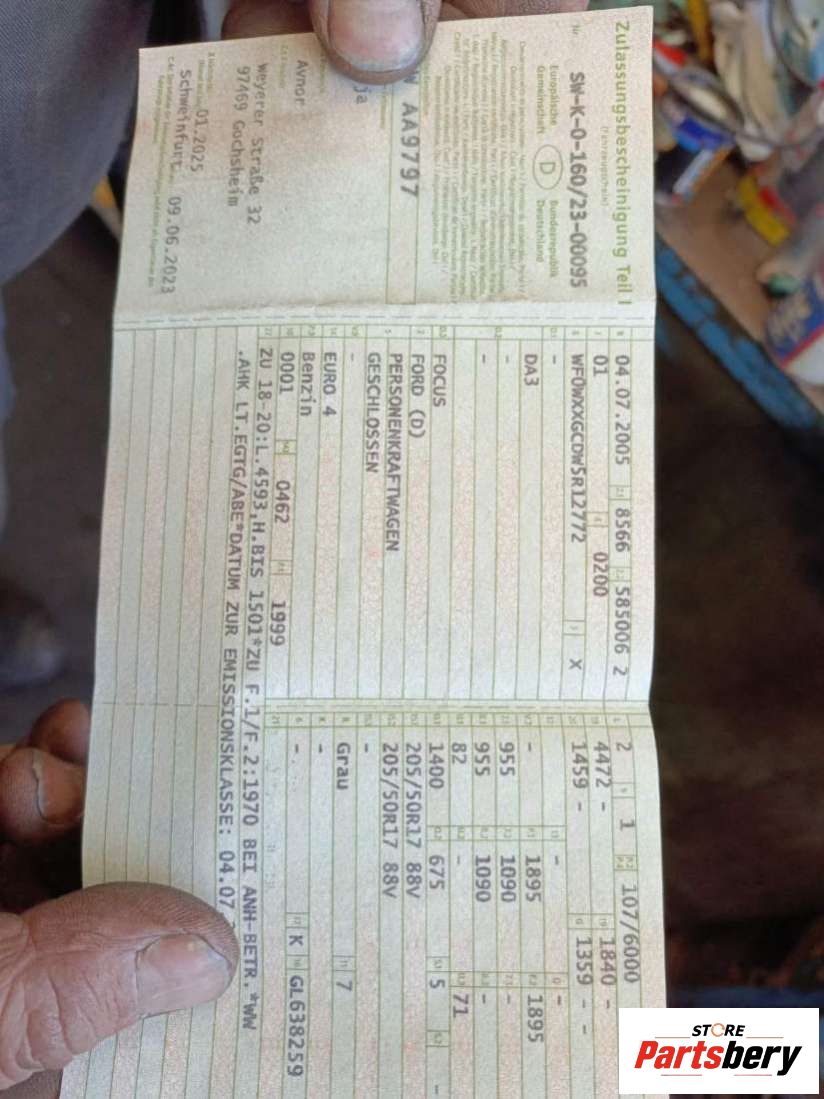 Zulassungsbescheinigung Teil I
(Fahrzeugschein)
Nr. SW-K-0-160/23-00095
Europäische Gemeinschaft
D
Bundesrepublik Deutschland
AA9797
ja
Avnor
Weyerer Straße 32
97469 Gochsheim
01.2025
Schweinfurt, 09.06.2023
04.07.2005 8566 585006 2
01 0200
WF0WXXGCDW5R12772 X
-
DA3
-
-
FOCUS
FORD (D)
PERSONENKRAFTWAGEN
GESCHLOSSEN
-
EURO 4
Benzin
0001 0462 1999
ZU 18-20:L.4593,H.BIS 1501*ZU F.1/F.2:1970 BEI ANH-BETR.*WW
.AHK LT.EGTG/ABE*DATUM ZUR EMISSIONSKLASSE: 04.07
2 1 107/6000
4472 - 1840 -
1459 - 1359 - -
- -
- 1895 1895
955 1090 -
955 1090 -
82 - 71
1400 675 5 -
205/50R17 88V
205/50R17 88V
-
Grau 7
-
- K GL638259
STORE
Partsbery